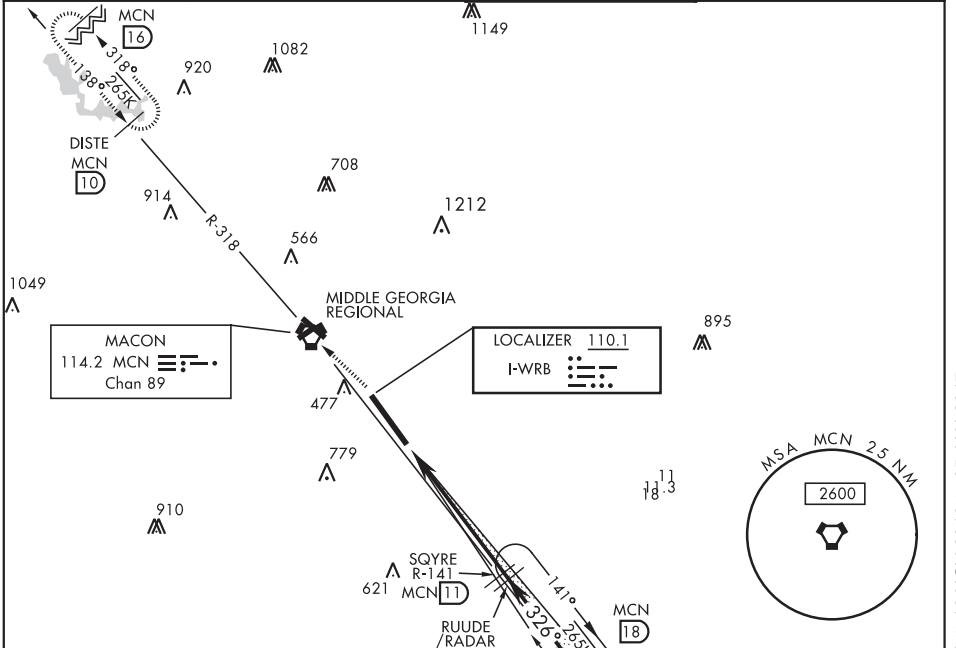 MCN
16
1149
318°
1082
138°
265K
920
DISTE
MCN
10
708
914
1212
R-318
566
1049
MIDDLE GEORGIA
REGIONAL
MACON
114.2 MCN
Chan 89
LOCALIZER 110.1
I-WRB
895
477
779
MSA MCN 25 NM
2600
11
11.3
18
910
621
SQYRE
R-141
MCN 11
141°
RUUDE
/RADAR
326°
265K
MCN
18